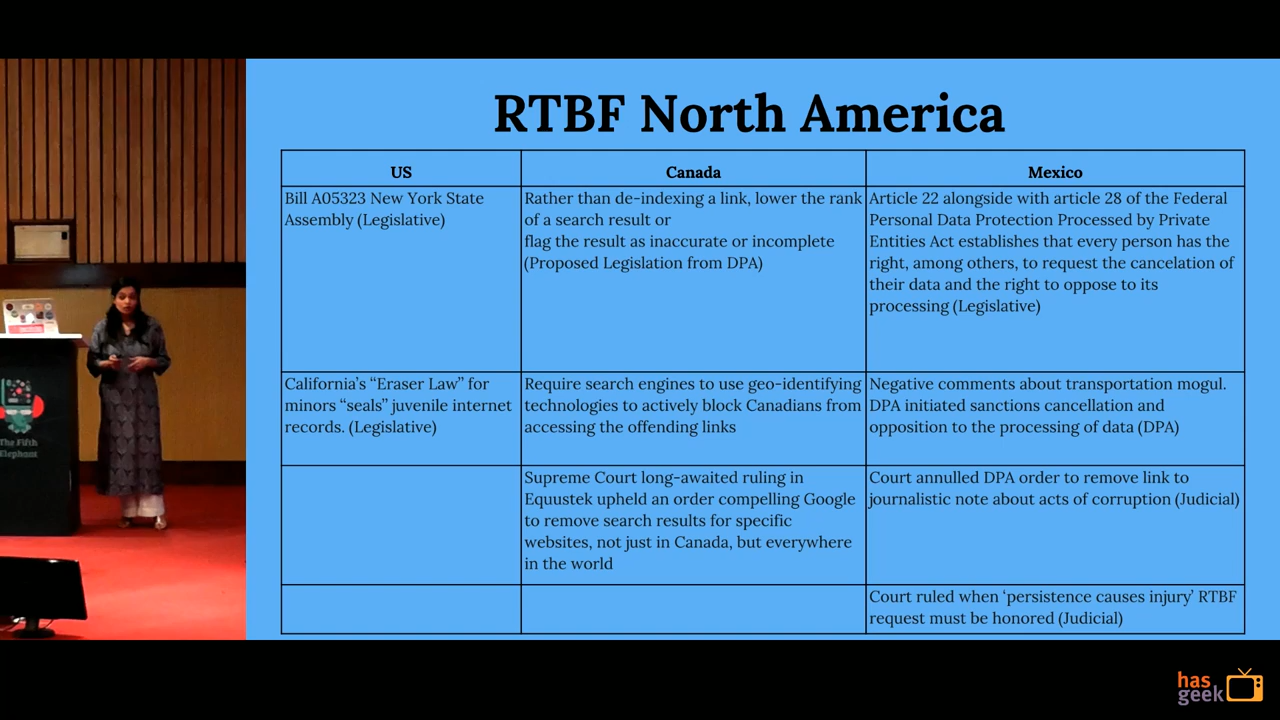 RTBF North America
US
Canada
Mexico
Bill A05323 New York State
Assembly (Legislative)
Rather than de-indexing a link, lower the rank
of a search result or
flag the result as inaccurate or incomplete
(Proposed Legislation from DPA)
Article 22 alongside with article 28 of the Federal
Personal Data Protection Processed by Private
Entities Act establishes that every person has the
right, among others, to request the cancelation of
their data and the right to oppose to its
processing (Legislative)
California's “Eraser Law” for
minors “seals” juvenile internet
records. (Legislative)
Require search engines to use geo-identifying
technologies to actively block Canadians from
accessing the offending links
Negative comments about transportation mogul.
DPA initiated sanctions cancellation and
opposition to the processing of data (DPA)
Supreme Court long-awaited ruling in
Equustek upheld an order compelling Google
to remove search results for specific
websites, not just in Canada, but everywhere
in the world
Court annulled DPA order to remove link to
journalistic note about acts of corruption (Judicial)
Court ruled when ‘persistence causes injury’ RTBF
request must be honored (Judicial)
The Fifth
Elephant
has
geek